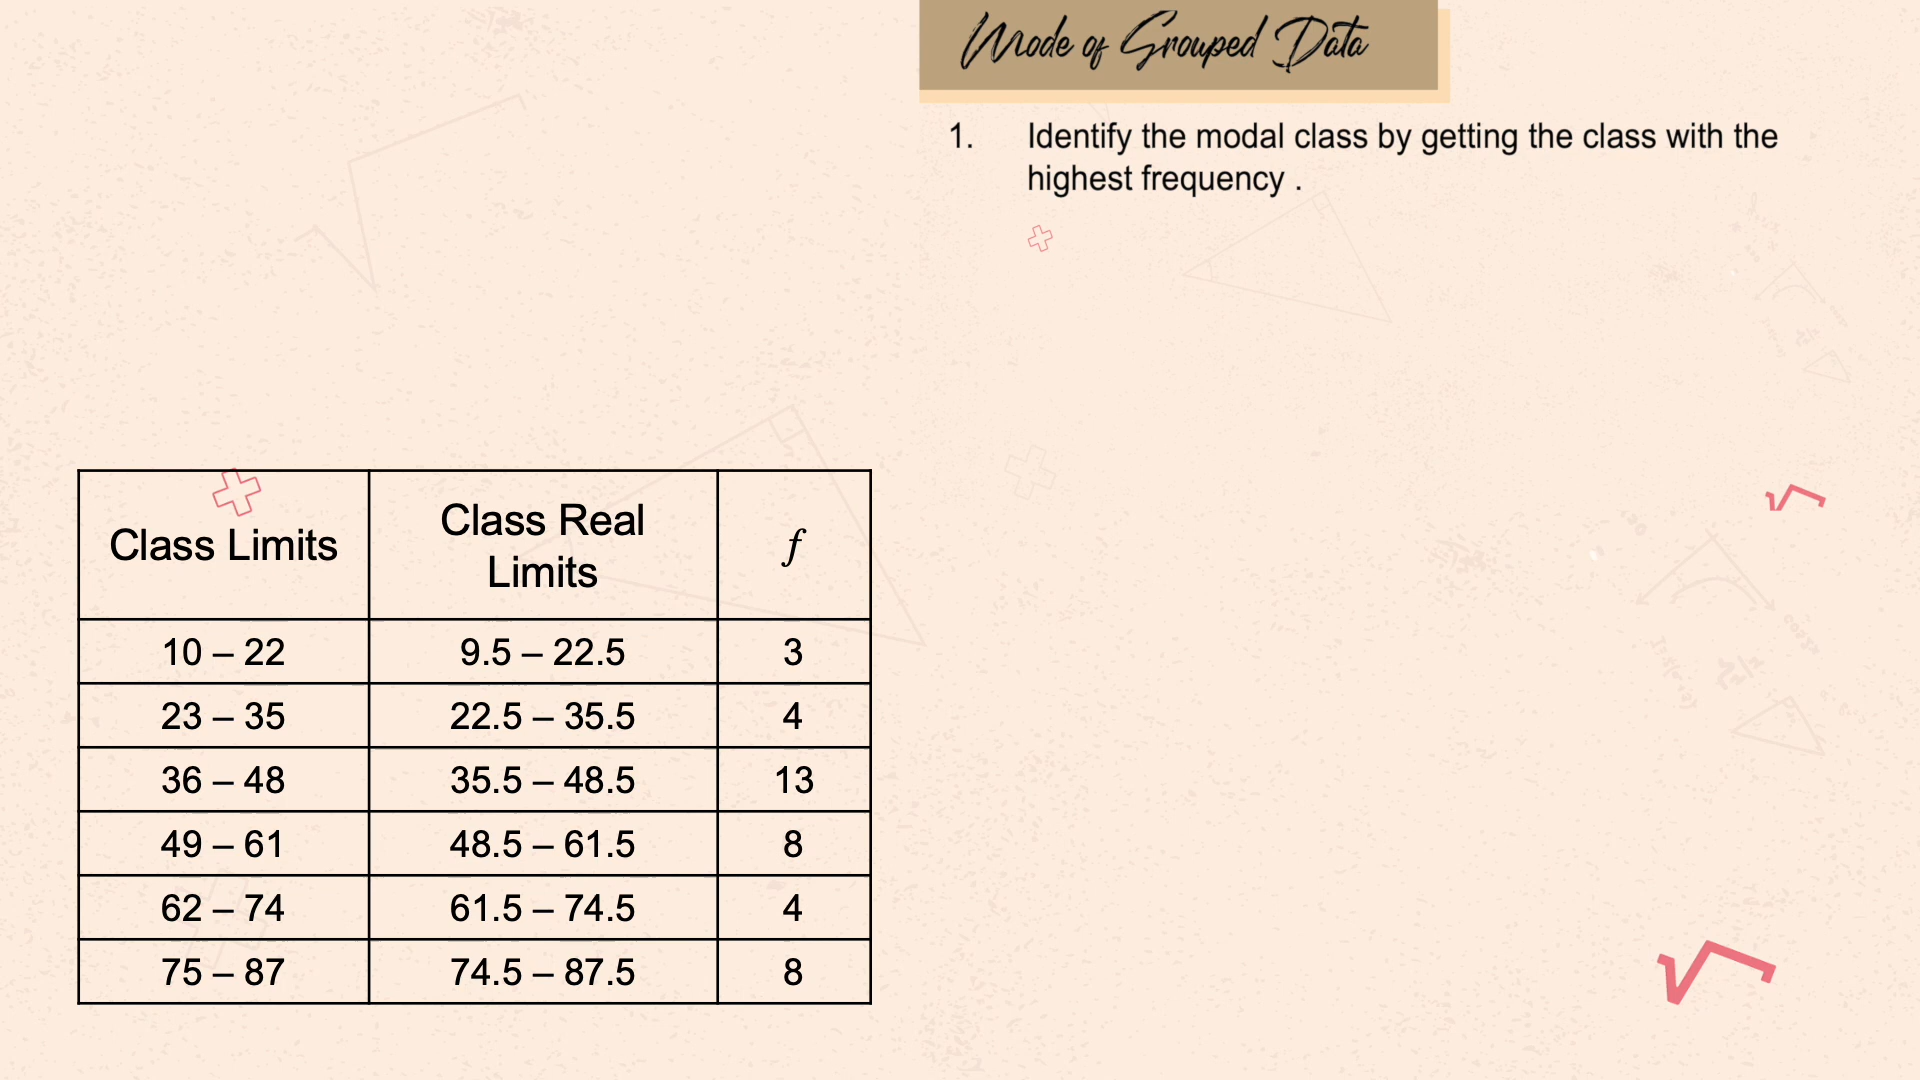 Mode of Grouped Data
1. Identify the modal class by getting the class with the
highest frequency .
Class Limits Class Real Limits f
10 – 22 9.5 – 22.5 3
23 – 35 22.5 – 35.5 4
36 – 48 35.5 – 48.5 13
49 – 61 48.5 – 61.5 8
62 – 74 61.5 – 74.5 4
75 – 87 74.5 – 87.5 8